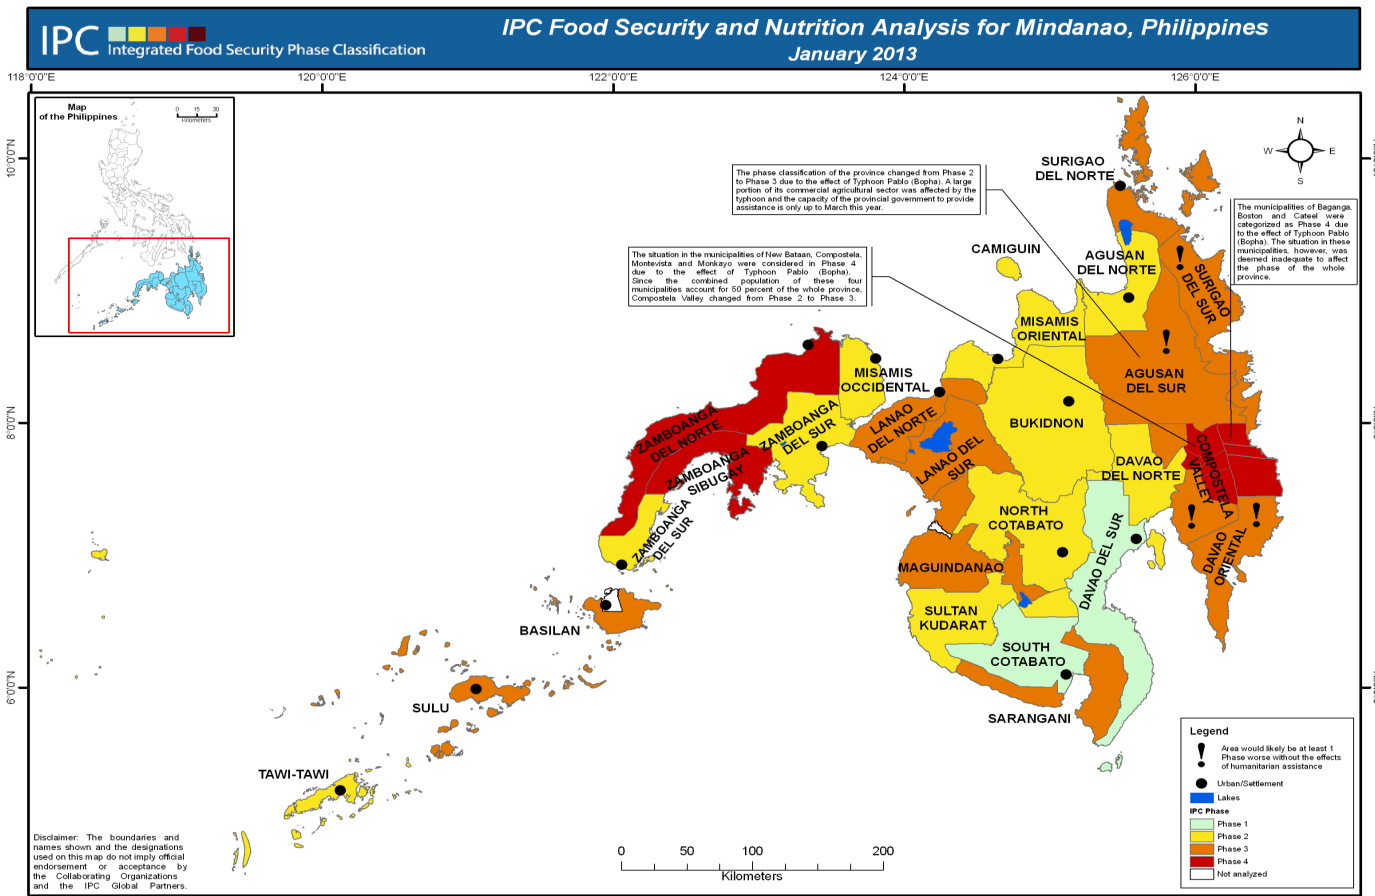 IPC
Integrated Food Security Phase Classification
IPC Food Security and Nutrition Analysis for Mindanao, Philippines
January 2013
118°0'0"E
120°0'0"E
122°0'0"E
124°0'0"E
126°0'0"E
10°0'0"N
8°0'0"N
6°0'0"N
Map
of the Philippines
0 15 30
Kilometers
N
W E
S
The phase classification of the province changed from Phase 2
to Phase 3 due to the effect of Typhoon Pablo (Bopha). A large
portion of its commercial agricultural sector was affected by the
typhoon and the capacity of the provincial government to provide
assistance is only up to March this year.
The municipalities of Baganga,
Boston and Cateel were
categorized as Phase 4 due
to the effect of Typhoon Pablo
(Bopha). The situation in these
municipalities, however, was
deemed inadequate to affect
the phase of the whole
province.
The situation in the municipalities of New Bataan, Compostela,
Montevista and Monkayo were considered in Phase 4
due to the effect of Typhoon Pablo (Bopha).
Since the combined population of these four
municipalities account for 50 percent of the whole province,
Compostela Valley changed from Phase 2 to Phase 3.
SURIGAO
DEL NORTE
CAMIGUIN
AGUSAN
DEL NORTE
SURIGAO
DEL SUR
MISAMIS
ORIENTAL
AGUSAN
DEL SUR
MISAMIS
OCCIDENTAL
BUKIDNON
ZAMBOANGA
DEL NORTE
ZAMBOANGA
DEL SUR
LANAO
DEL NORTE
LANAO DEL
SUR
ZAMBOANGA
SIBUGAY
DAVAO
DEL NORTE
COMPOSTELA
VALLEY
ZAMBOANGA
DEL SUR
NORTH
COTABATO
DAVAO DEL SUR
DAVAO
ORIENTAL
MAGUINDANAO
SULTAN
KUDARAT
BASILAN
SOUTH
COTABATO
SULU
SARANGANI
TAWI-TAWI
Legend
Area would likely be at least 1
Phase worse without the effects
of humanitarian assistance
Urban/Settlement
Lakes
IPC Phase
Phase 1
Phase 2
Phase 3
Phase 4
Not analyzed
0 50 100 200
Kilometers
Disclaimer: The boundaries and
names shown and the designations
used on this map do not imply official
endorsement or acceptance by
the Collaborating Organizations
and the IPC Global Partners.